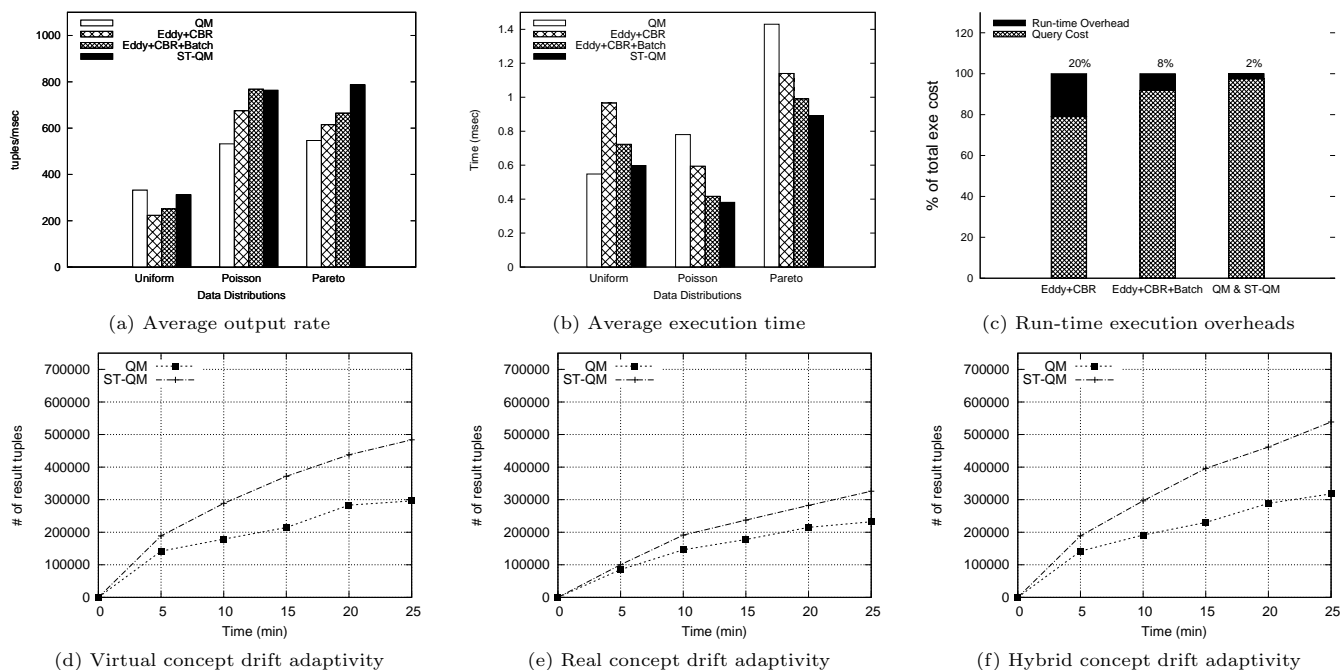 QM
Eddy+CBR
Eddy+CBR+Batch
ST-QM
tuples/msec
1000
800
600
400
200
0
Uniform Poisson Pareto
Data Distributions
(a) Average output rate
QM
Eddy+CBR
Eddy+CBR+Batch
ST-QM
Time (msec)
1.4
1.2
1
0.8
0.6
0.4
0.2
0
Uniform Poisson Pareto
Data Distributions
(b) Average execution time
Run-time Overhead
Query Cost
% of total exe cost
120
100
80
60
40
20
0
20% 8% 2%
Eddy+CBR Eddy+CBR+Batch QM & ST-QM
(c) Run-time execution overheads
QM
ST-QM
# of result tuples
700000
600000
500000
400000
300000
200000
100000
0
0 5 10 15 20 25
Time (min)
(d) Virtual concept drift adaptivity
QM
ST-QM
# of result tuples
700000
600000
500000
400000
300000
200000
100000
0
0 5 10 15 20 25
Time (min)
(e) Real concept drift adaptivity
QM
ST-QM
# of result tuples
700000
600000
500000
400000
300000
200000
100000
0
0 5 10 15 20 25
Time (min)
(f) Hybrid concept drift adaptivity